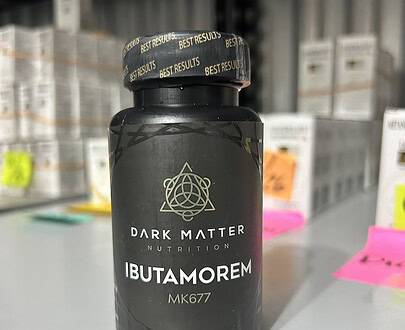 BEST RESULTS BEST RESULTS
BEST RESULTS BEST RESULTS
DARK MATTER
NUTRITION
IBUTAMOREM
MK677